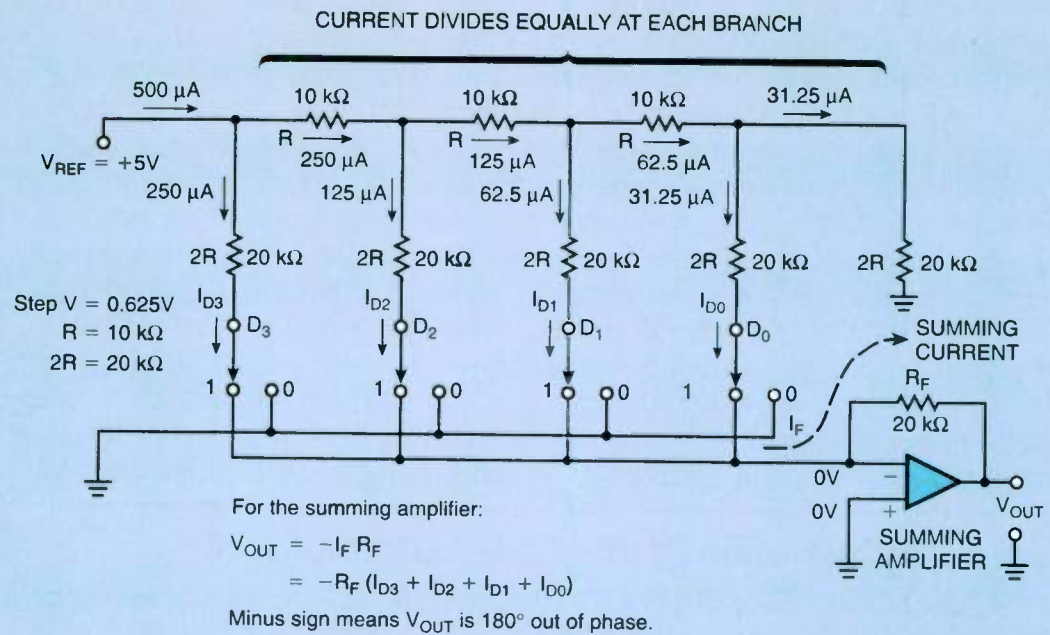 CURRENT DIVIDES EQUALLY AT EACH BRANCH
500 μA
10 kΩ
10 kΩ
10 kΩ
31.25 μA
R
R
R
V_REF = +5V
250 μA
125 μA
62.5 μA
250 μA
125 μA
62.5 μA
31.25 μA
2R 20 kΩ
2R 20 kΩ
2R 20 kΩ
2R 20 kΩ
2R 20 kΩ
Step V = 0.625V
R = 10 kΩ
2R = 20 kΩ
I_D3
D_3
I_D2
D_2
I_D1
D_1
I_D0
D_0
SUMMING
CURRENT
1 0
1 0
1 0
1 0
I_F
R_F
20 kΩ
0V −
0V +
V_OUT
SUMMING
AMPLIFIER
For the summing amplifier:
V_OUT = −I_F R_F
= −R_F (I_D3 + I_D2 + I_D1 + I_D0)
Minus sign means V_OUT is 180° out of phase.